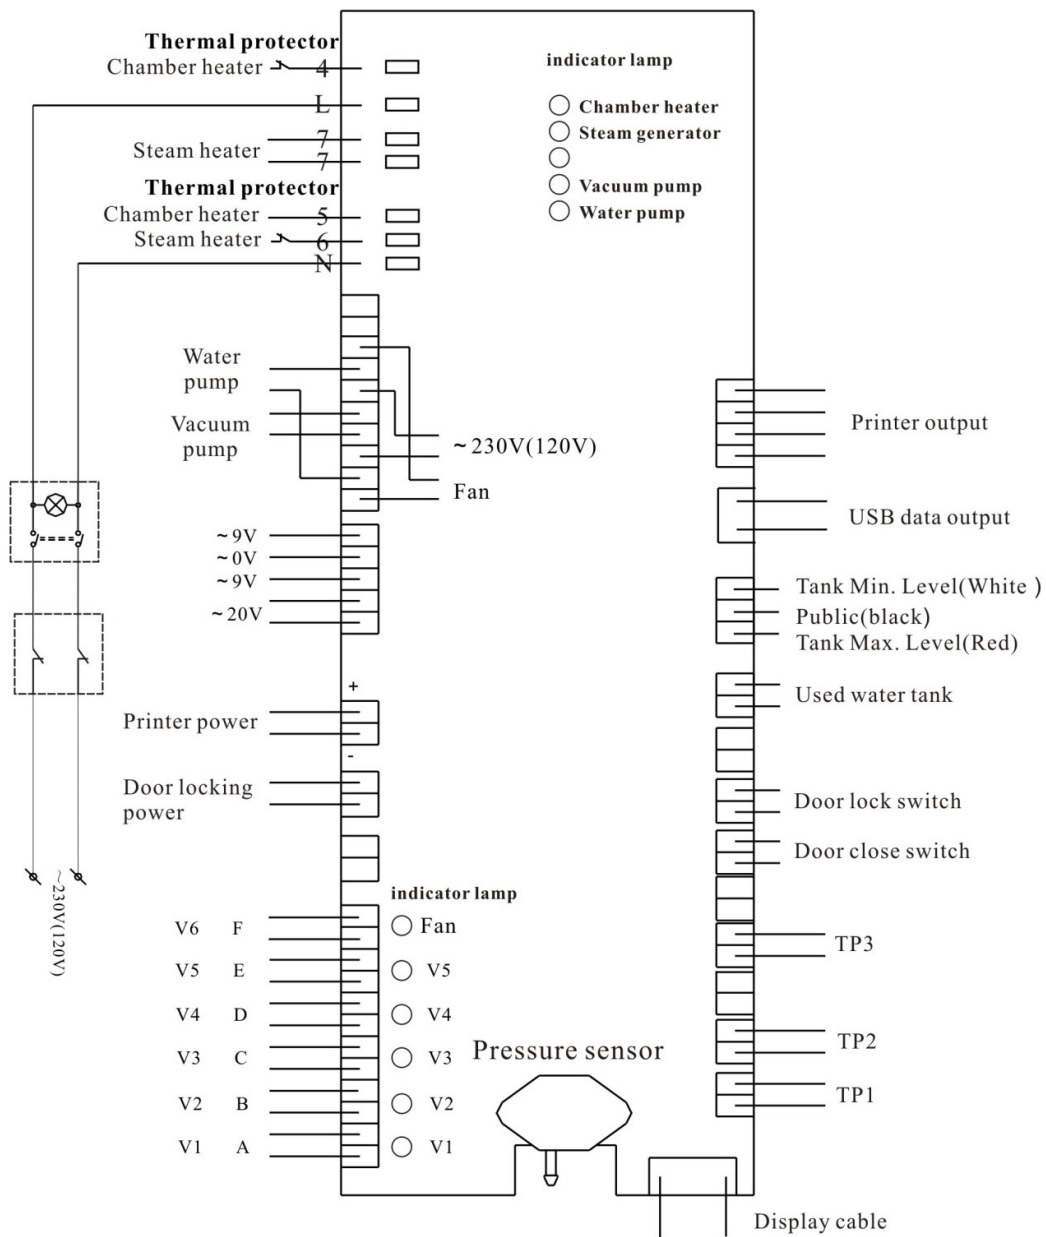 Thermal protector
Chamber heater 4
L
7
Steam heater
7
Thermal protector
Chamber heater 5
Steam heater 6
N
indicator lamp
Chamber heater
Steam generator
Vacuum pump
Water pump
Water
pump
Vacuum
pump
~230V(120V)
Fan
~9V
~0V
~9V
~20V
+
Printer power
-
Door locking
power
~230V(120V)
indicator lamp
V6 F Fan
V5 E V5
V4 D V4
V3 C V3
V2 B V2
V1 A V1
Pressure sensor
Printer output
USB data output
Tank Min. Level(White )
Public(black)
Tank Max. Level(Red)
Used water tank
Door lock switch
Door close switch
TP3
TP2
TP1
Display cable